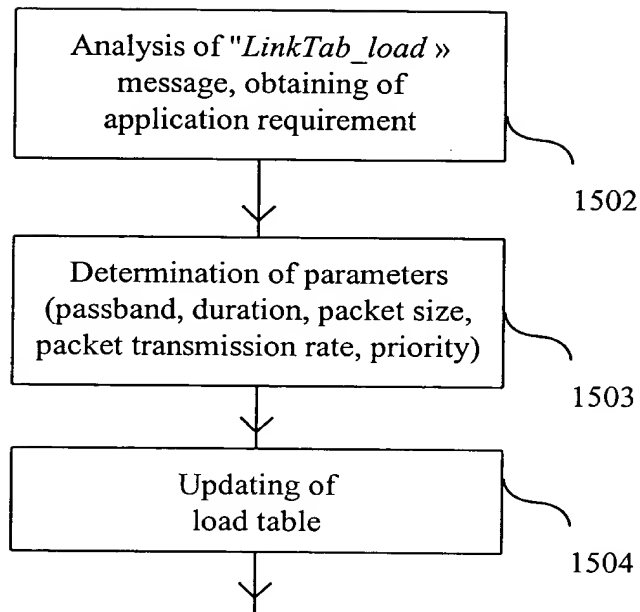 Analysis of "LinkTab_load »
message, obtaining of
application requirement
1502
Determination of parameters
(passband, duration, packet size,
packet transmission rate, priority)
1503
Updating of
load table
1504